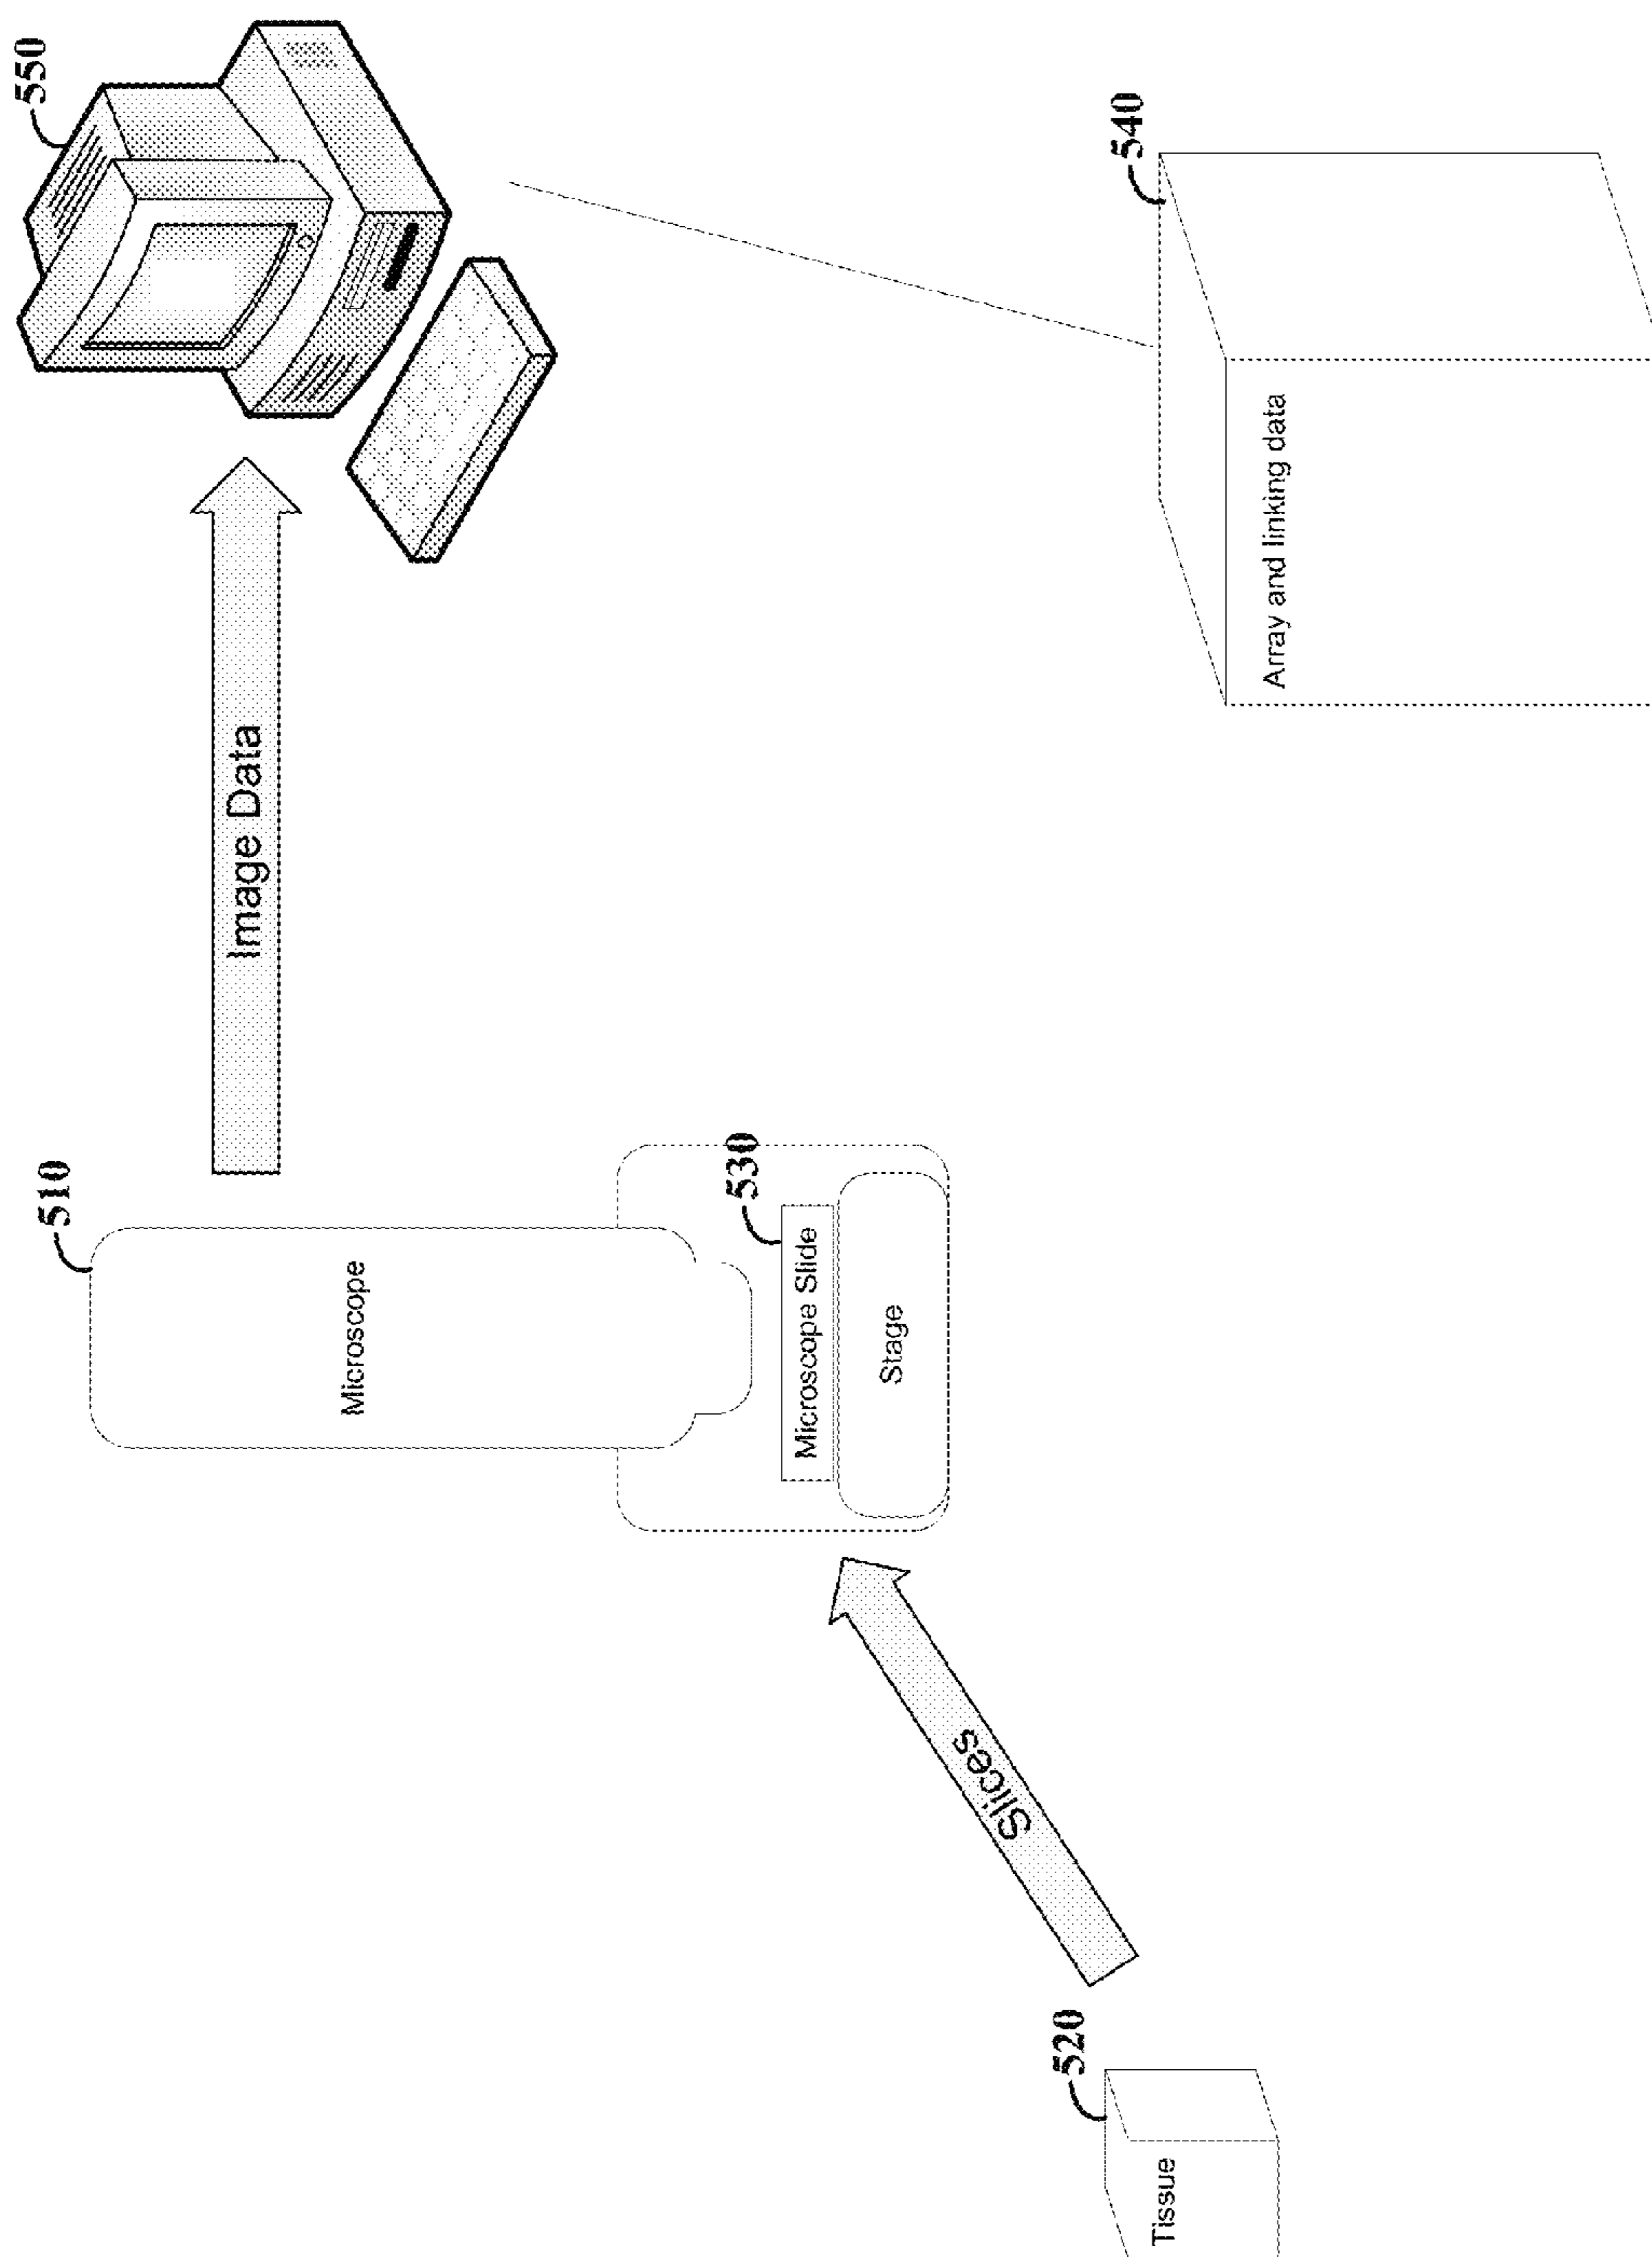 550
Image Data
510
Microscope
530
Microscope Slide
Stage
540
Array and linking data
Slices
520
Tissue